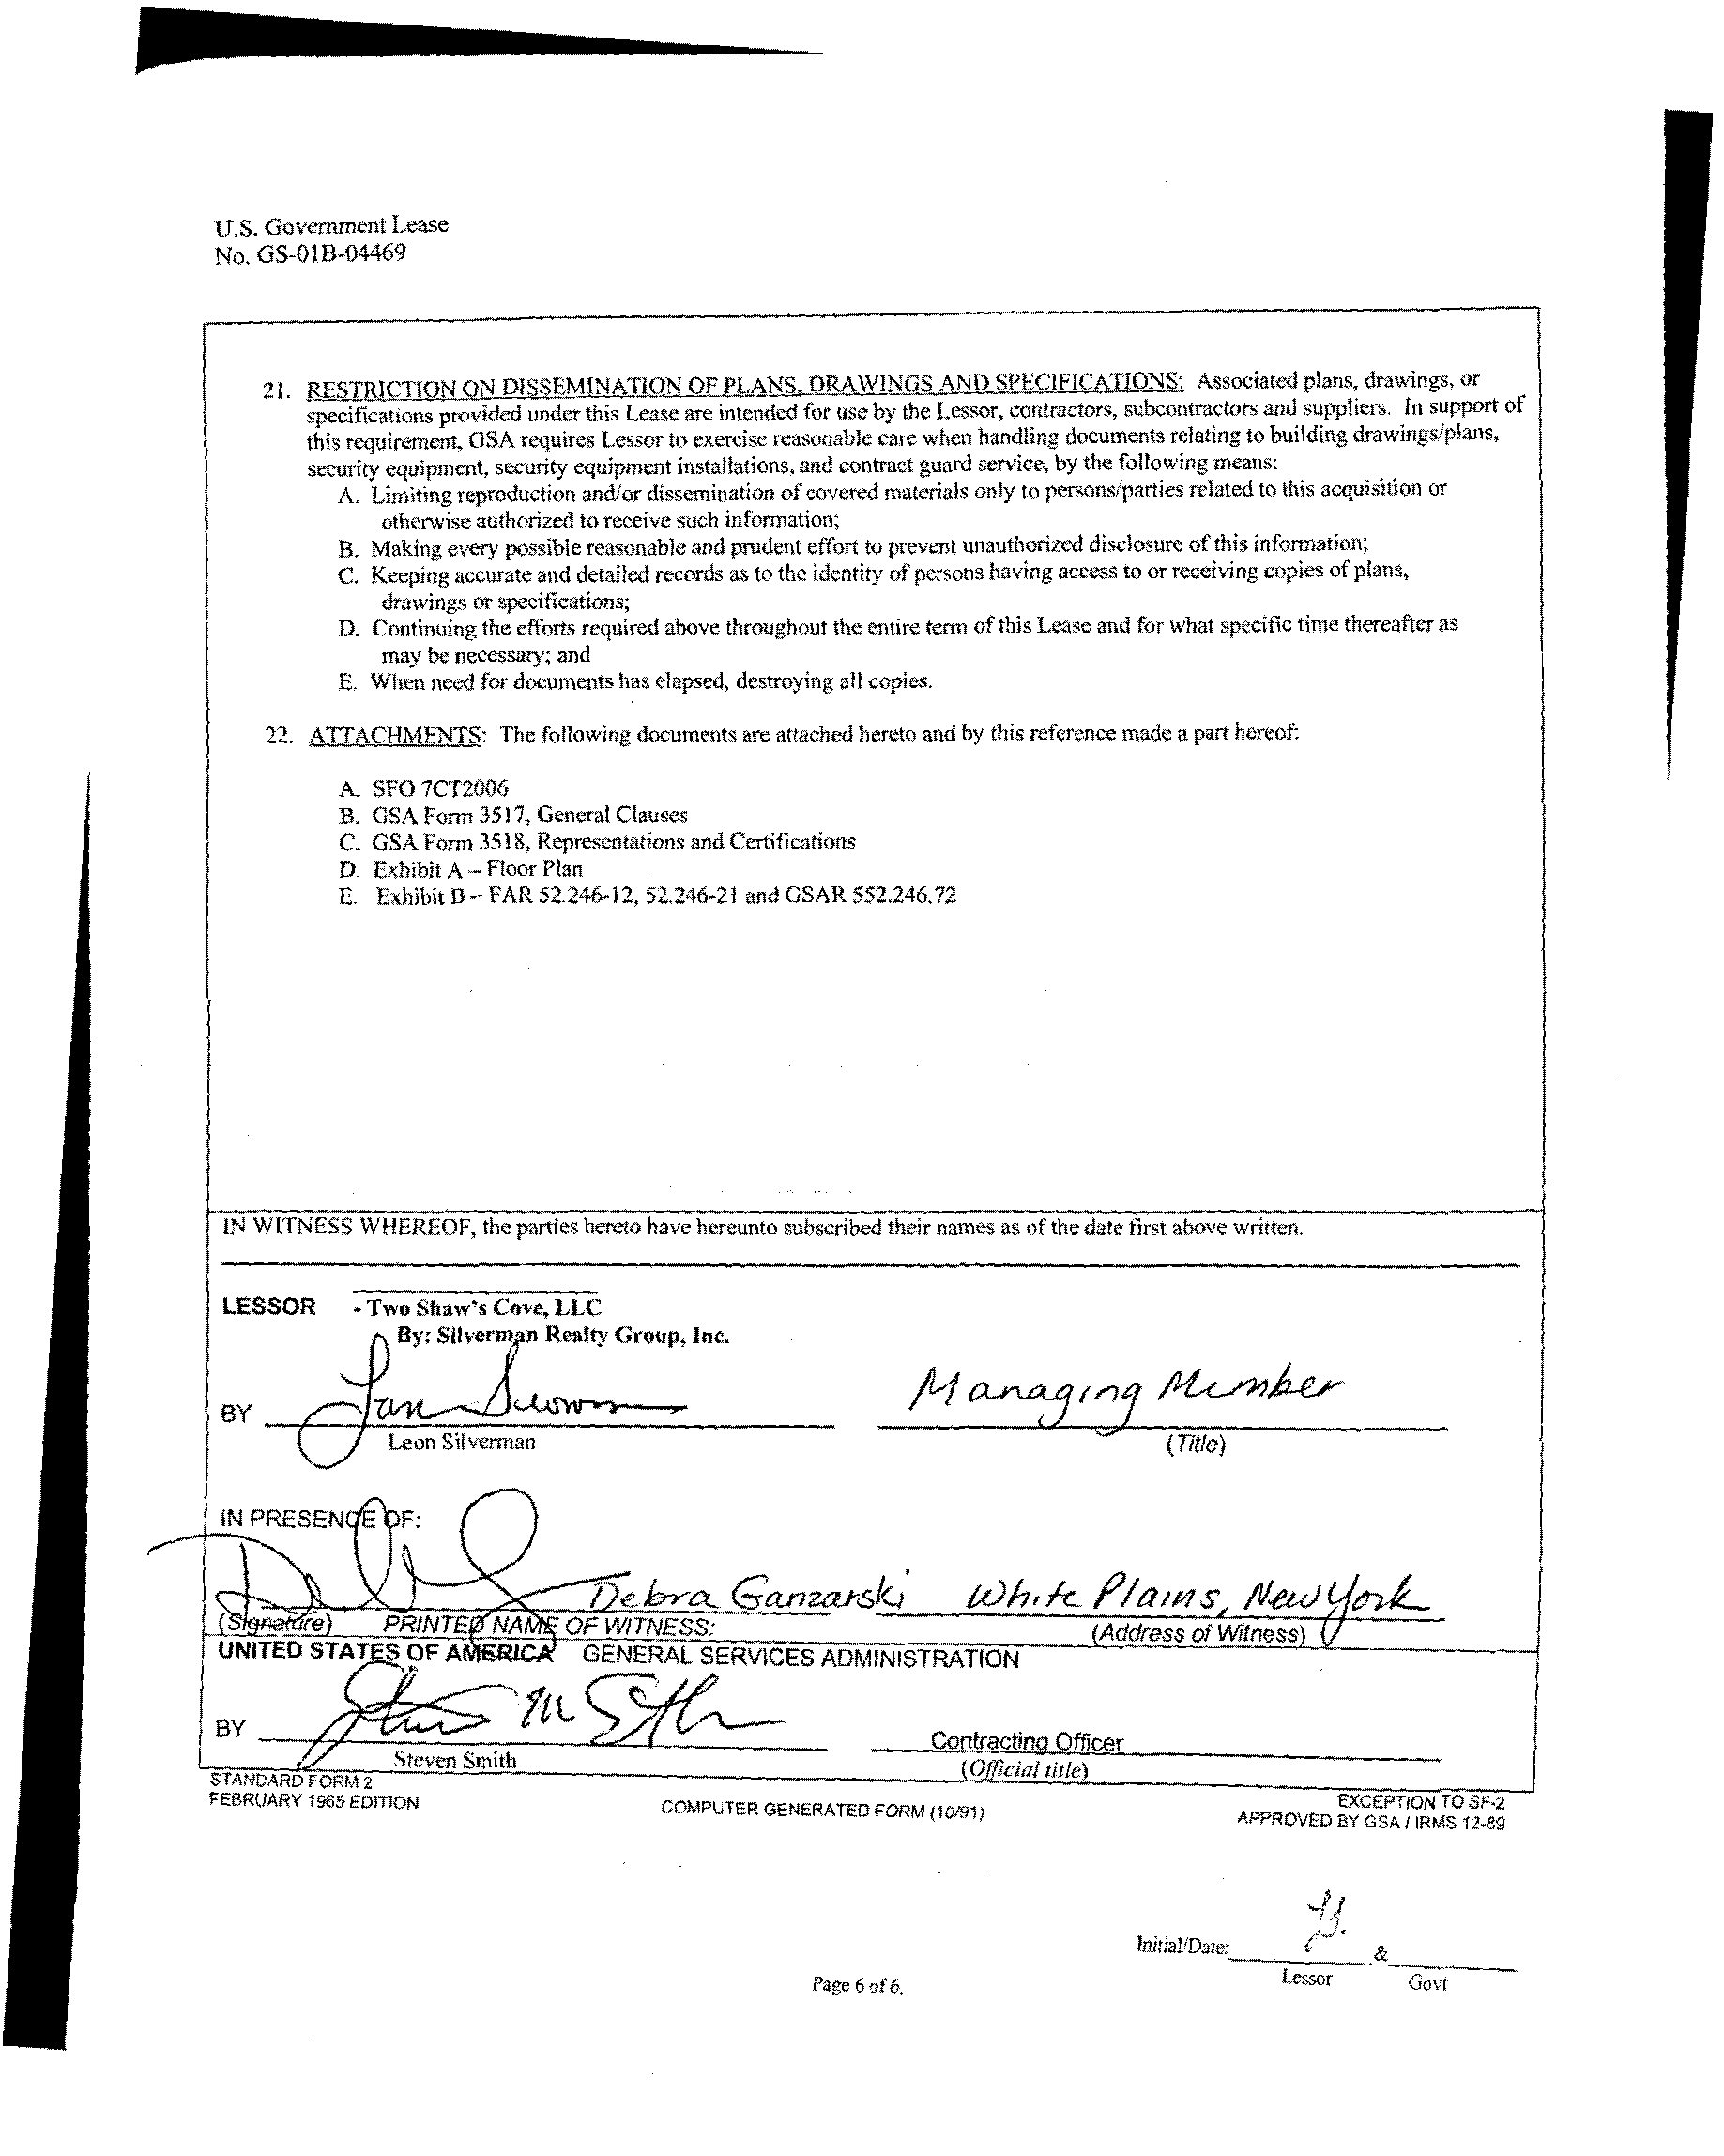 U.S. Government Lease
No. GS-01B-04469
21. RESTRICTION ON DISSEMINATION OF PLANS, DRAWINGS AND SPECIFICATIONS: Associated plans, drawings, or
specifications provided under this Lease are intended for use by the Lessor, contractors, subcontractors and suppliers. In support of
this requirement, GSA requires Lessor to exercise reasonable care when handling documents relating to building drawings/plans,
security equipment, security equipment installations, and contract guard service, by the following means:
A. Limiting reproduction and/or dissemination of covered materials only to persons/parties related to this acquisition or
otherwise authorized to receive such information;
B. Making every possible reasonable and prudent effort to prevent unauthorized disclosure of this information;
C. Keeping accurate and detailed records as to the identity of persons having access to or receiving copies of plans,
drawings or specifications;
D. Continuing the efforts required above throughout the entire term of this Lease and for what specific time thereafter as
may be necessary; and
E. When need for documents has elapsed, destroying all copies.
22. ATTACHMENTS: The following documents are attached hereto and by this reference made a part hereof:
A. SFO 7CT2006
B. GSA Form 3517, General Clauses
C. GSA Form 3518, Representations and Certifications
D. Exhibit A – Floor Plan
E. Exhibit B – FAR 52.246-12, 52.246-21 and GSAR 552.246.72
IN WITNESS WHEREOF, the parties hereto have hereunto subscribed their names as of the date first above written.
LESSOR - Two Shaw's Cove, LLC
By: Silverman Realty Group, Inc.
BY Managing Member
Leon Silverman (Title)
IN PRESENCE OF:
Debra Ganzarski White Plains, New York
(Signature) PRINTED NAME OF WITNESS: (Address of Witness)
UNITED STATES OF AMERICA GENERAL SERVICES ADMINISTRATION
BY Contracting Officer
Steven Smith (Official title)
STANDARD FORM 2
FEBRUARY 1965 EDITION COMPUTER GENERATED FORM (10/91) EXCEPTION TO SF-2
APPROVED BY GSA / IRMS 12-89
Initial/Date: &
Lessor Govt
Page 6 of 6.